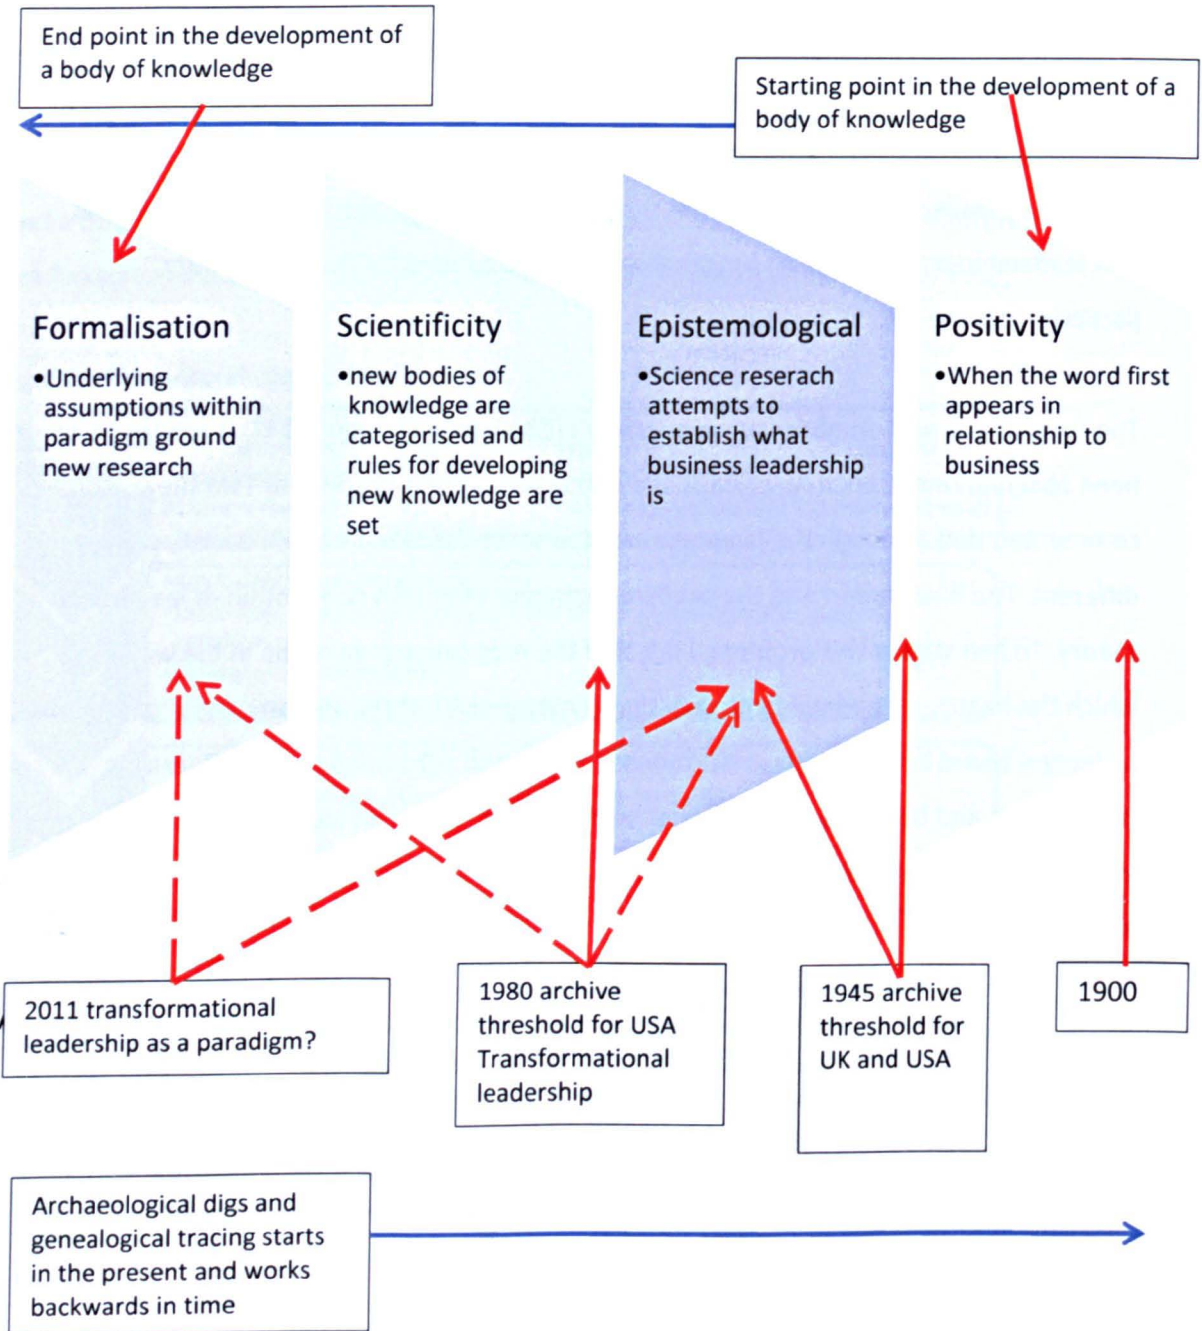 End point in the development of
a body of knowledge
Starting point in the development of a
body of knowledge
Formalisation
•Underlying
assumptions within
paradigm ground
new research
Scientificity
•new bodies of
knowledge are
categorised and
rules for developing
new knowledge are
set
Epistemological
•Science reserach
attempts to
establish what
business leadership
is
Positivity
•When the word first
appears in
relationship to
business
2011 transformational
leadership as a paradigm?
1980 archive
threshold for USA
Transformational
leadership
1945 archive
threshold for
UK and USA
1900
Archaeological digs and
genealogical tracing starts
in the present and works
backwards in time